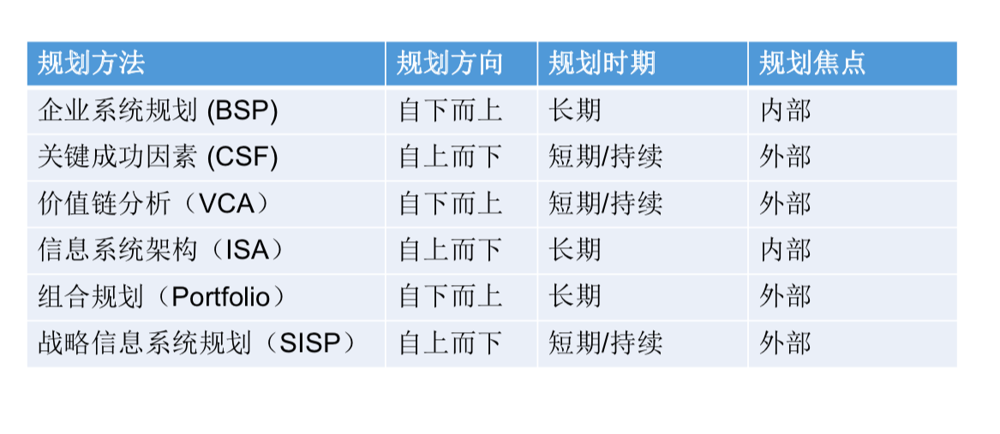 规划方法 规划方向 规划时期 规划焦点
企业系统规划 (BSP) 自下而上 长期 内部
关键成功因素 (CSF) 自上而下 短期/持续 外部
价值链分析（VCA） 自下而上 短期/持续 外部
信息系统架构（ISA） 自上而下 长期 内部
组合规划（Portfolio） 自下而上 长期 外部
战略信息系统规划（SISP） 自上而下 短期/持续 外部